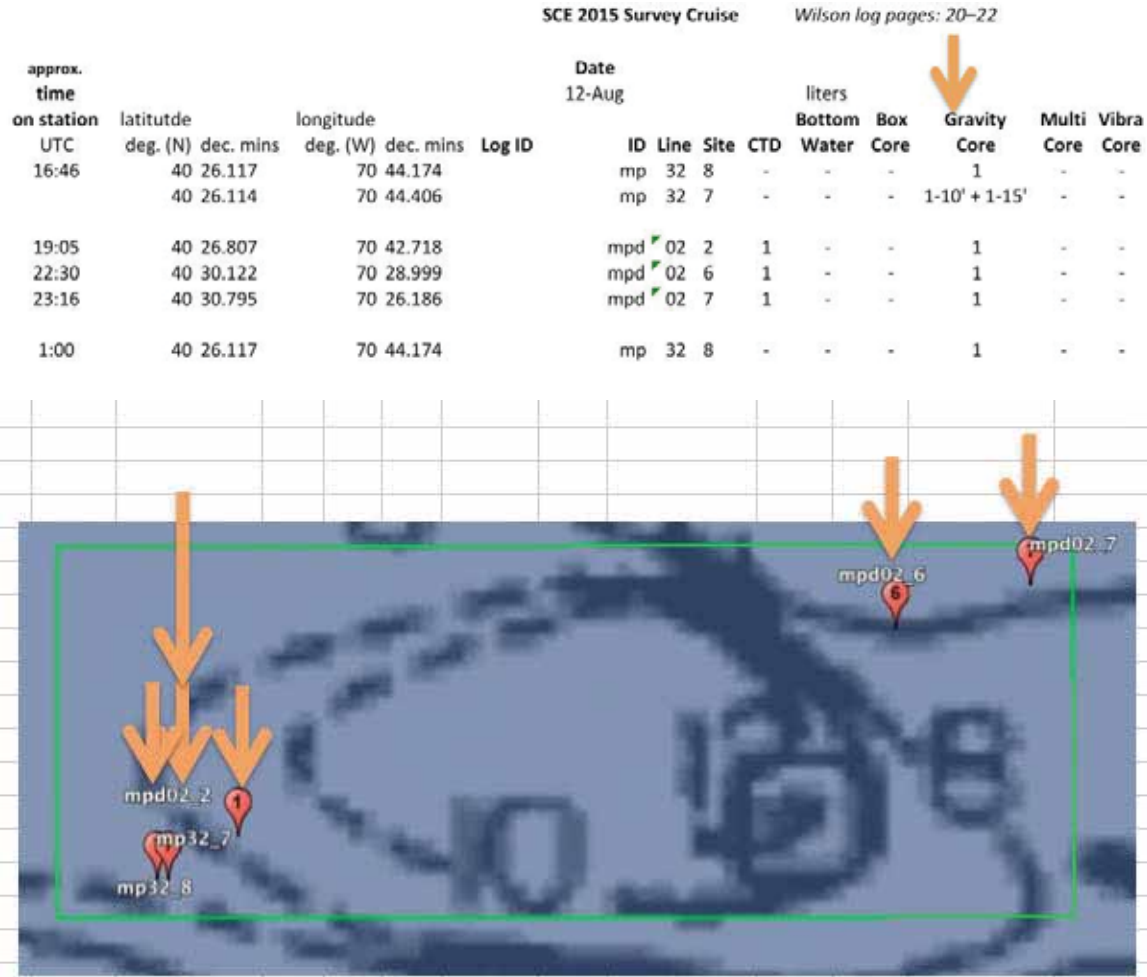 SCE 2015 Survey Cruise Wilson log pages: 20–22
approx. Date
time 12-Aug liters
on station latitutde longitude Bottom Box Gravity Multi Vibra
UTC deg. (N) dec. mins deg. (W) dec. mins Log ID ID Line Site CTD Water Core Core Core Core
16:46 40 26.117 70 44.174 mp 32 8 - - - 1 - -
40 26.114 70 44.406 mp 32 7 - - - 1-10' + 1-15' - -
19:05 40 26.807 70 42.718 mpd 02 2 1 - - 1 - -
22:30 40 30.122 70 28.999 mpd 02 6 1 - - 1 - -
23:16 40 30.795 70 26.186 mpd 02 7 1 - - 1 - -
1:00 40 26.117 70 44.174 mp 32 8 - - - 1 - -
mpd02_7
mpd02_6
6
mpd02_2
1
mp32_7
mp32_8